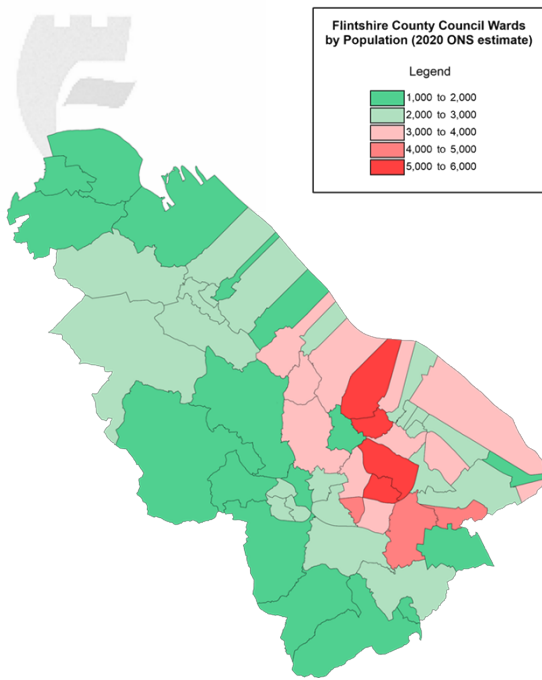 Flintshire County Council Wards
by Population (2020 ONS estimate)
Legend
1,000 to 2,000
2,000 to 3,000
3,000 to 4,000
4,000 to 5,000
5,000 to 6,000